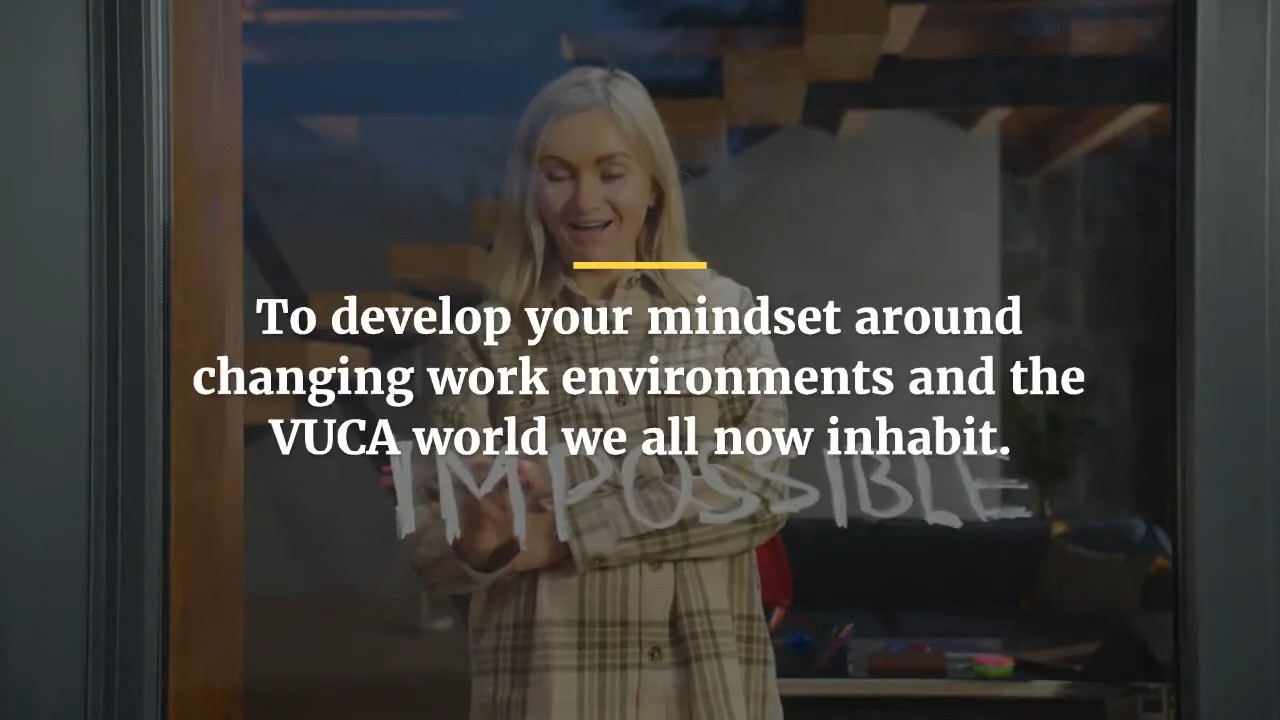 To develop your mindset around
changing work environments and the
VUCA world we all now inhabit.
IMPOSSIBLE